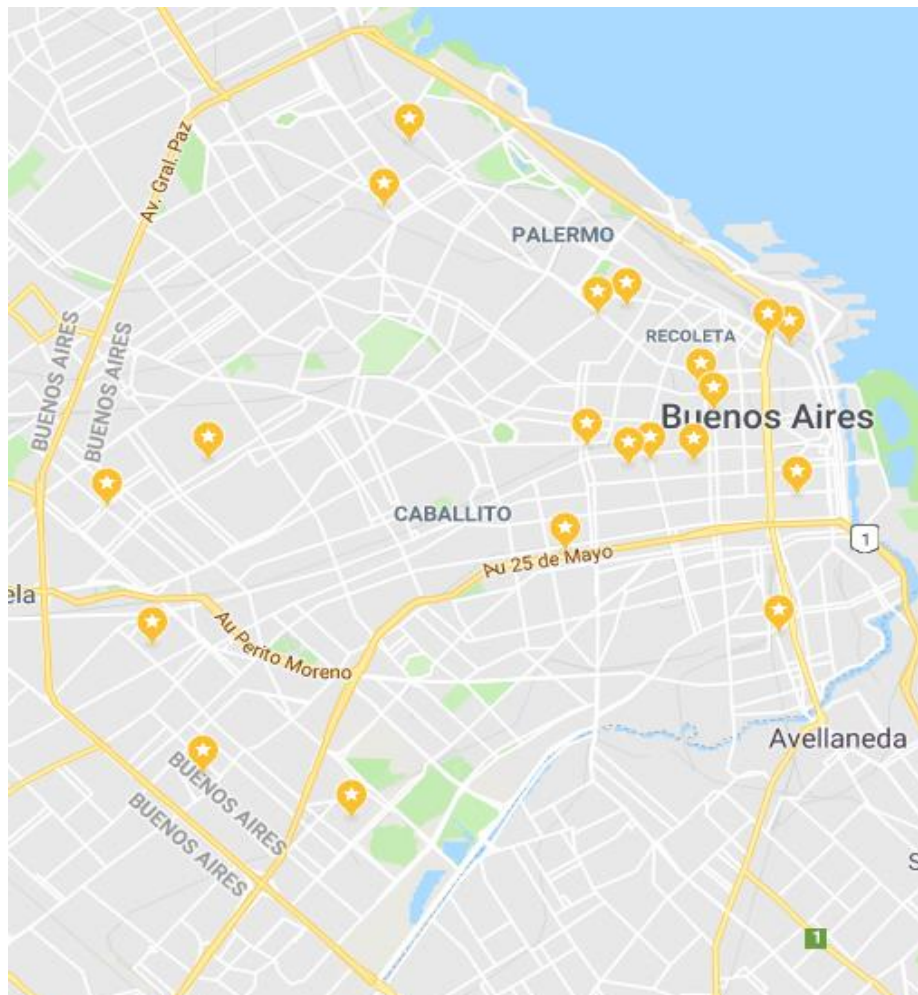 Av. Gral. Paz
PALERMO
RECOLETA
BUENOS AIRES
BUENOS AIRES
Buenos Aires
CABALLITO
1
Au 25 de Mayo
ela
Au Perito Moreno
Avellaneda
BUENOS AIRES
BUENOS AIRES
S
1